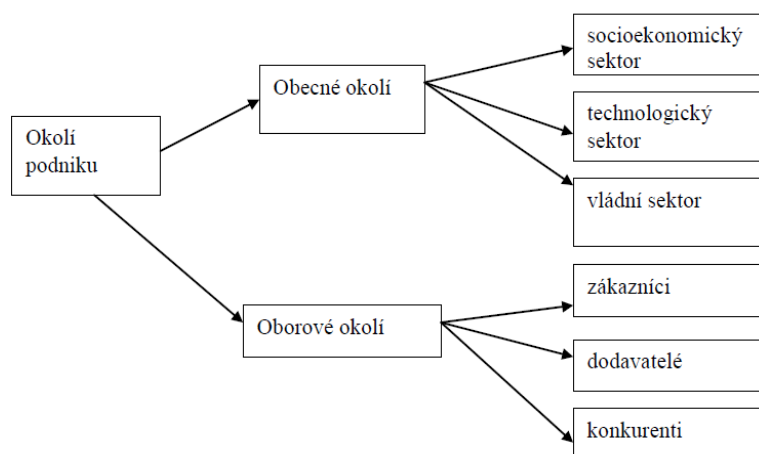 Okolí
podniku
Obecné okolí
socioekonomický
sektor
technologický
sektor
vládní sektor
Oborové okolí
zákazníci
dodavatelé
konkurenti